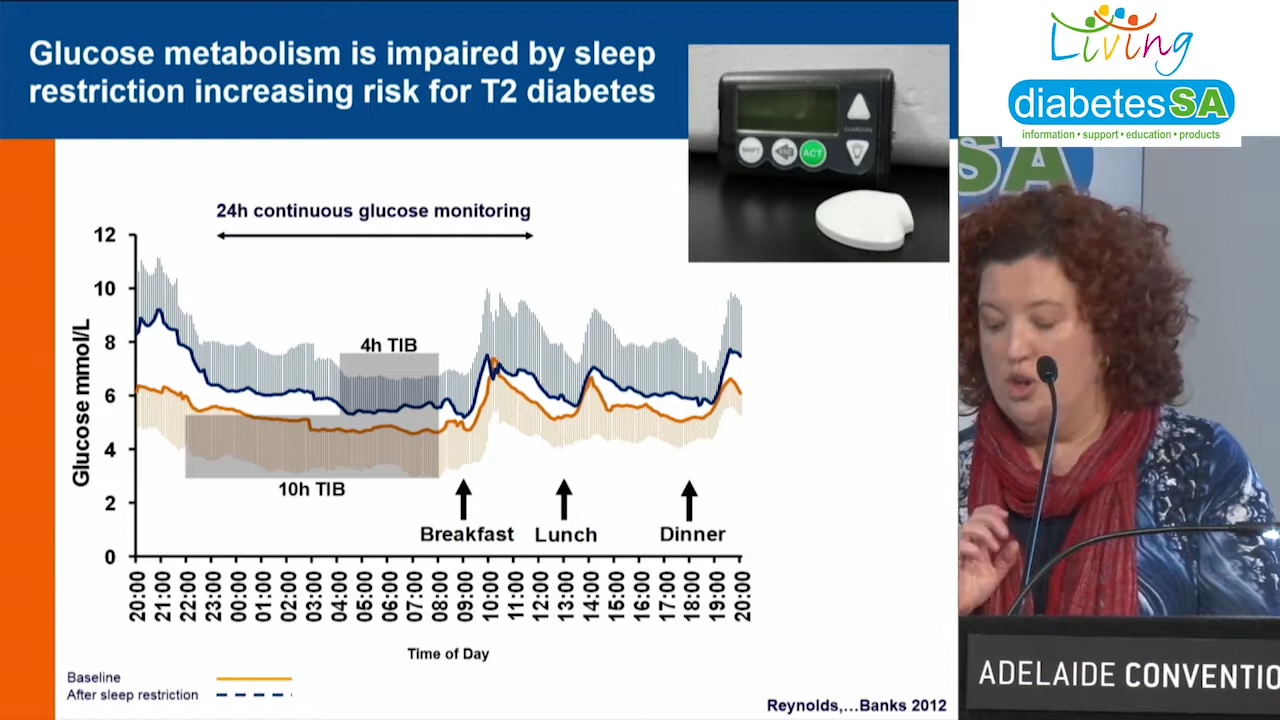 Glucose metabolism is impaired by sleep
restriction increasing risk for T2 diabetes
SHIFT
ESC
ACT
Living
diabetesSA
information • support • education • products
SA
24h continuous glucose monitoring
12
10
8
6
4
2
0
Glucose mmol/L
4h TIB
10h TIB
Breakfast
Lunch
Dinner
20:00
21:00
22:00
23:00
00:00
01:00
02:00
03:00
04:00
05:00
06:00
07:00
08:00
09:00
10:00
11:00
12:00
13:00
14:00
15:00
16:00
17:00
18:00
19:00
20:00
Time of Day
Baseline
After sleep restriction
Reynolds,...Banks 2012
ADELAIDE CONVENTIO